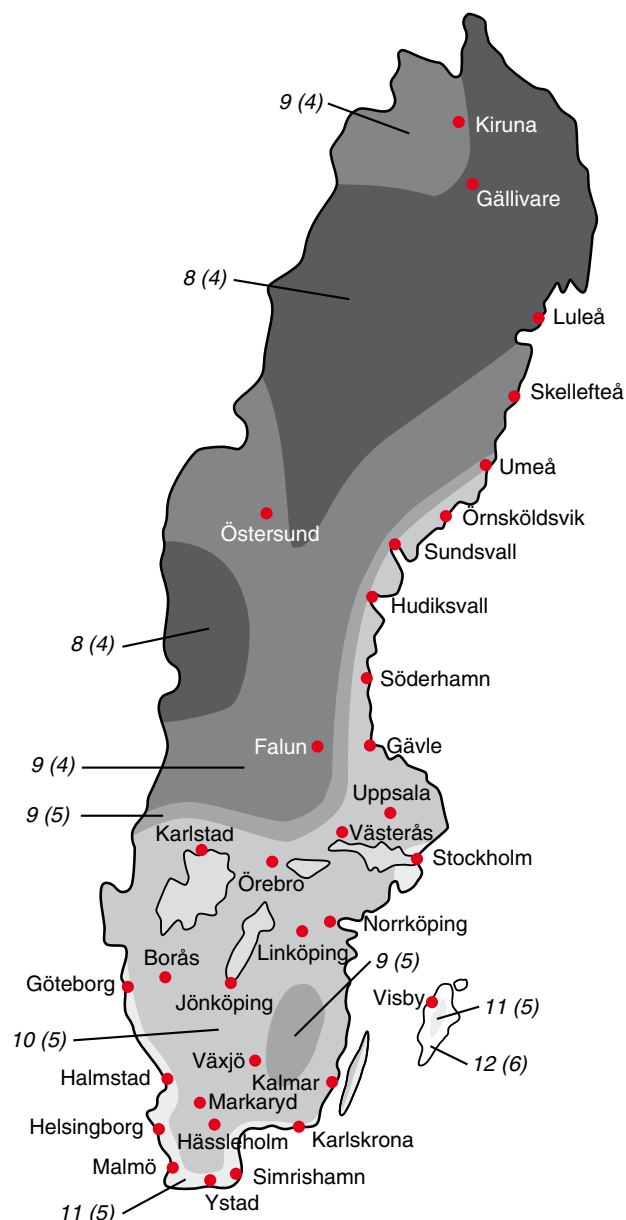 9 (4)
Kiruna
Gällivare
8 (4)
Luleå
Skellefteå
Umeå
Örnsköldsvik
Östersund
Sundsvall
Hudiksvall
8 (4)
Söderhamn
Falun
Gävle
9 (4)
Uppsala
9 (5)
Karlstad
Västerås
Stockholm
Örebro
Norrköping
Linköping
Borås
9 (5)
Göteborg
Jönköping
Visby
11 (5)
10 (5)
Växjö
12 (6)
Halmstad
Kalmar
Markaryd
Helsingborg
Hässleholm
Karlskrona
Malmö
Simrishamn
Ystad
11 (5)